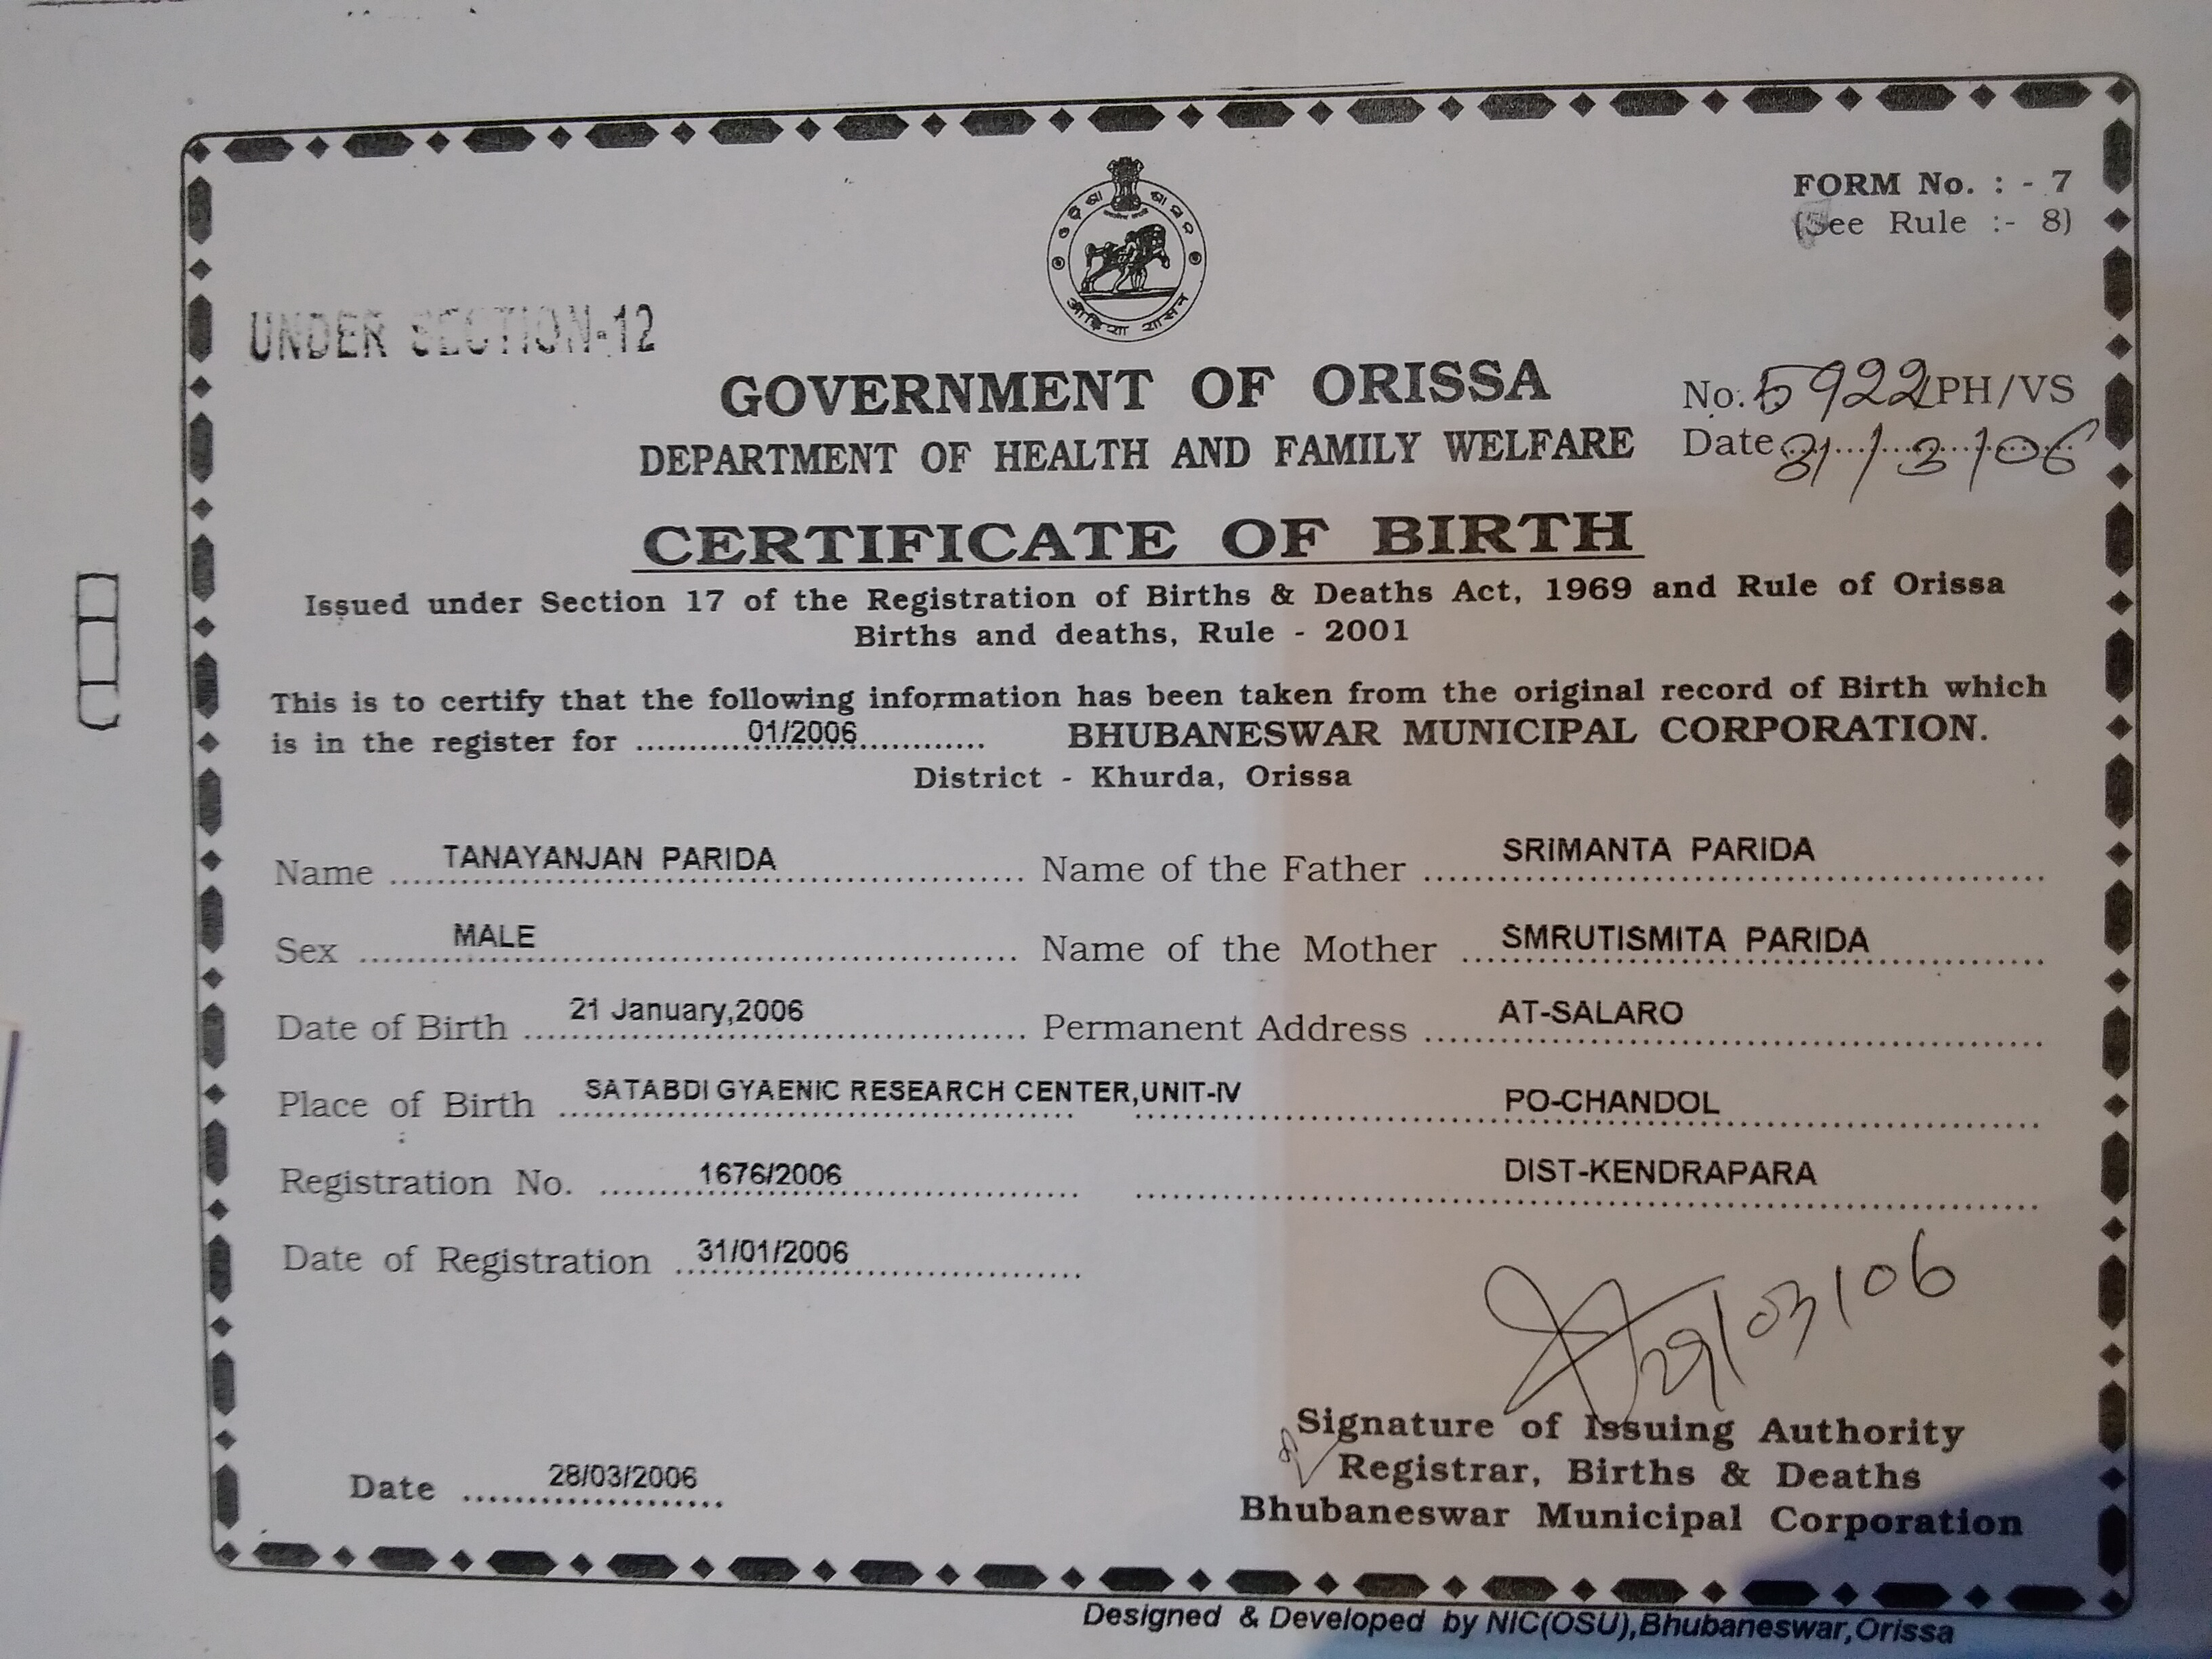 FORM No. : - 7
(See Rule :- 8)
UNDER SECTION-12
ଓଡ଼ିଶା ଶାସନ
ओड़िशा शासन
GOVERNMENT OF ORISSA
No. 5922/PH/VS
DEPARTMENT OF HEALTH AND FAMILY WELFARE
Date 31/3/06
CERTIFICATE OF BIRTH
Issued under Section 17 of the Registration of Births & Deaths Act, 1969 and Rule of Orissa
Births and deaths, Rule - 2001
This is to certify that the following information has been taken from the original record of Birth which
is in the register for ..........01/2006............. BHUBANESWAR MUNICIPAL CORPORATION.
District - Khurda, Orissa
Name TANAYANJAN PARIDA Name of the Father SRIMANTA PARIDA
Sex MALE Name of the Mother SMRUTISMITA PARIDA
Date of Birth 21 January,2006 Permanent Address AT-SALARO
Place of Birth SATABDI GYAENIC RESEARCH CENTER,UNIT-IV PO-CHANDOL
Registration No. 1676/2006 DIST-KENDRAPARA
Date of Registration 31/01/2006
29/03/06
Signature of Issuing Authority
Registrar, Births & Deaths
Date 28/03/2006
Bhubaneswar Municipal Corporation
Designed & Developed by NIC(OSU),Bhubaneswar,Orissa